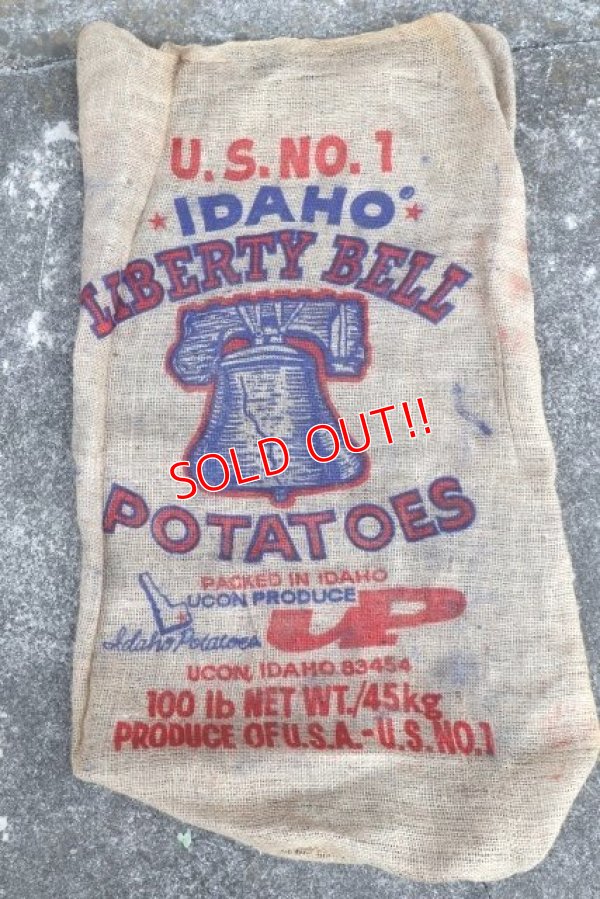 U.S. NO. 1
IDAHO®
LIBERTY BELL
SOLD OUT!!
POTATOES
PACKED IN IDAHO
UCON PRODUCE
UP
Idaho Potatoes
UCON, IDAHO 83454
100 lb NET WT./45kg
PRODUCE OF U.S.A.-U.S. NO.1